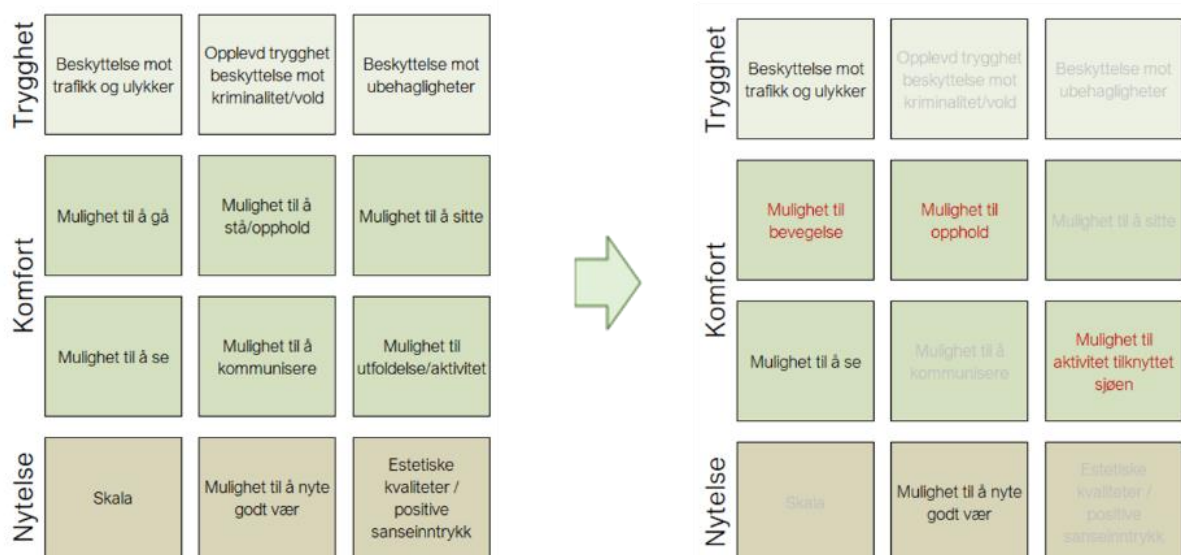 Trygghet
Beskyttelse mot
trafikk og ulykker
Opplevd trygghet
beskyttelse mot
kriminalitet/vold
Beskyttelse mot
ubehagligheter
Komfort
Mulighet til å gå
Mulighet til å
stå/opphold
Mulighet til å sitte
Mulighet til å se
Mulighet til å
kommunisere
Mulighet til
utfoldelse/aktivitet
Nytelse
Skala
Mulighet til å nyte
godt vær
Estetiske
kvaliteter /
positive
sanseinntrykk
Trygghet
Beskyttelse mot
trafikk og ulykker
Opplevd trygghet
beskyttelse mot
kriminalitet/vold
Beskyttelse mot
ubehagligheter
Komfort
Mulighet til
bevegelse
Mulighet til
opphold
Mulighet til å sitte
Mulighet til å se
Mulighet til å
kommunisere
Mulighet til
aktivitet tilknyttet
sjøen
Nytelse
Skala
Mulighet til å nyte
godt vær
Estetiske
kvaliteter /
positive
sanseinntrykk